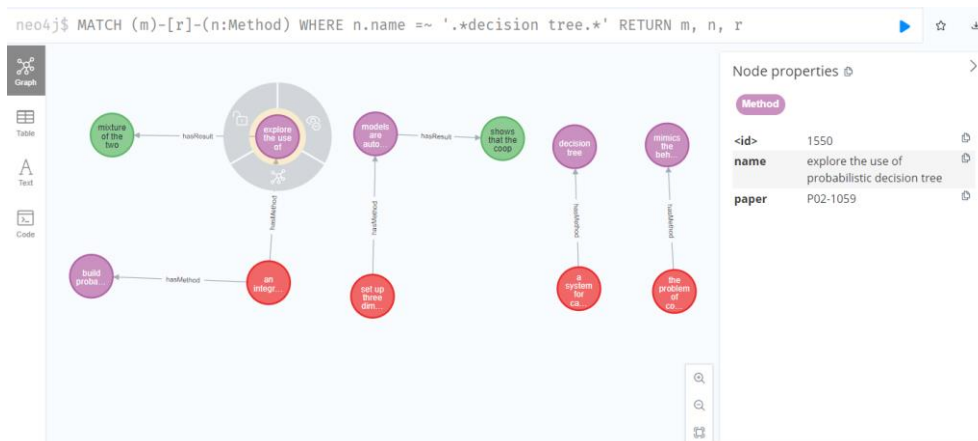 neo4j$ MATCH (m)-[r]-(n:Method) WHERE n.name =~ '.*decision tree.*' RETURN m, n, r
Graph
Table
A
Text
Code
mixture
of the
two
hasResult
explore
the use
of
models
are
auto...
hasResult
shows
that the
coop
decision
tree
mimics
the
beh...
hasMethod
hasMethod
hasMethod
hasMethod
build
proba...
hasMethod
an
integr...
set up
three
dim...
a
system
for
ca...
the
problem
of
co...
Node properties
Method
<id> 1550
name explore the use of
probabilistic decision tree
paper P02-1059